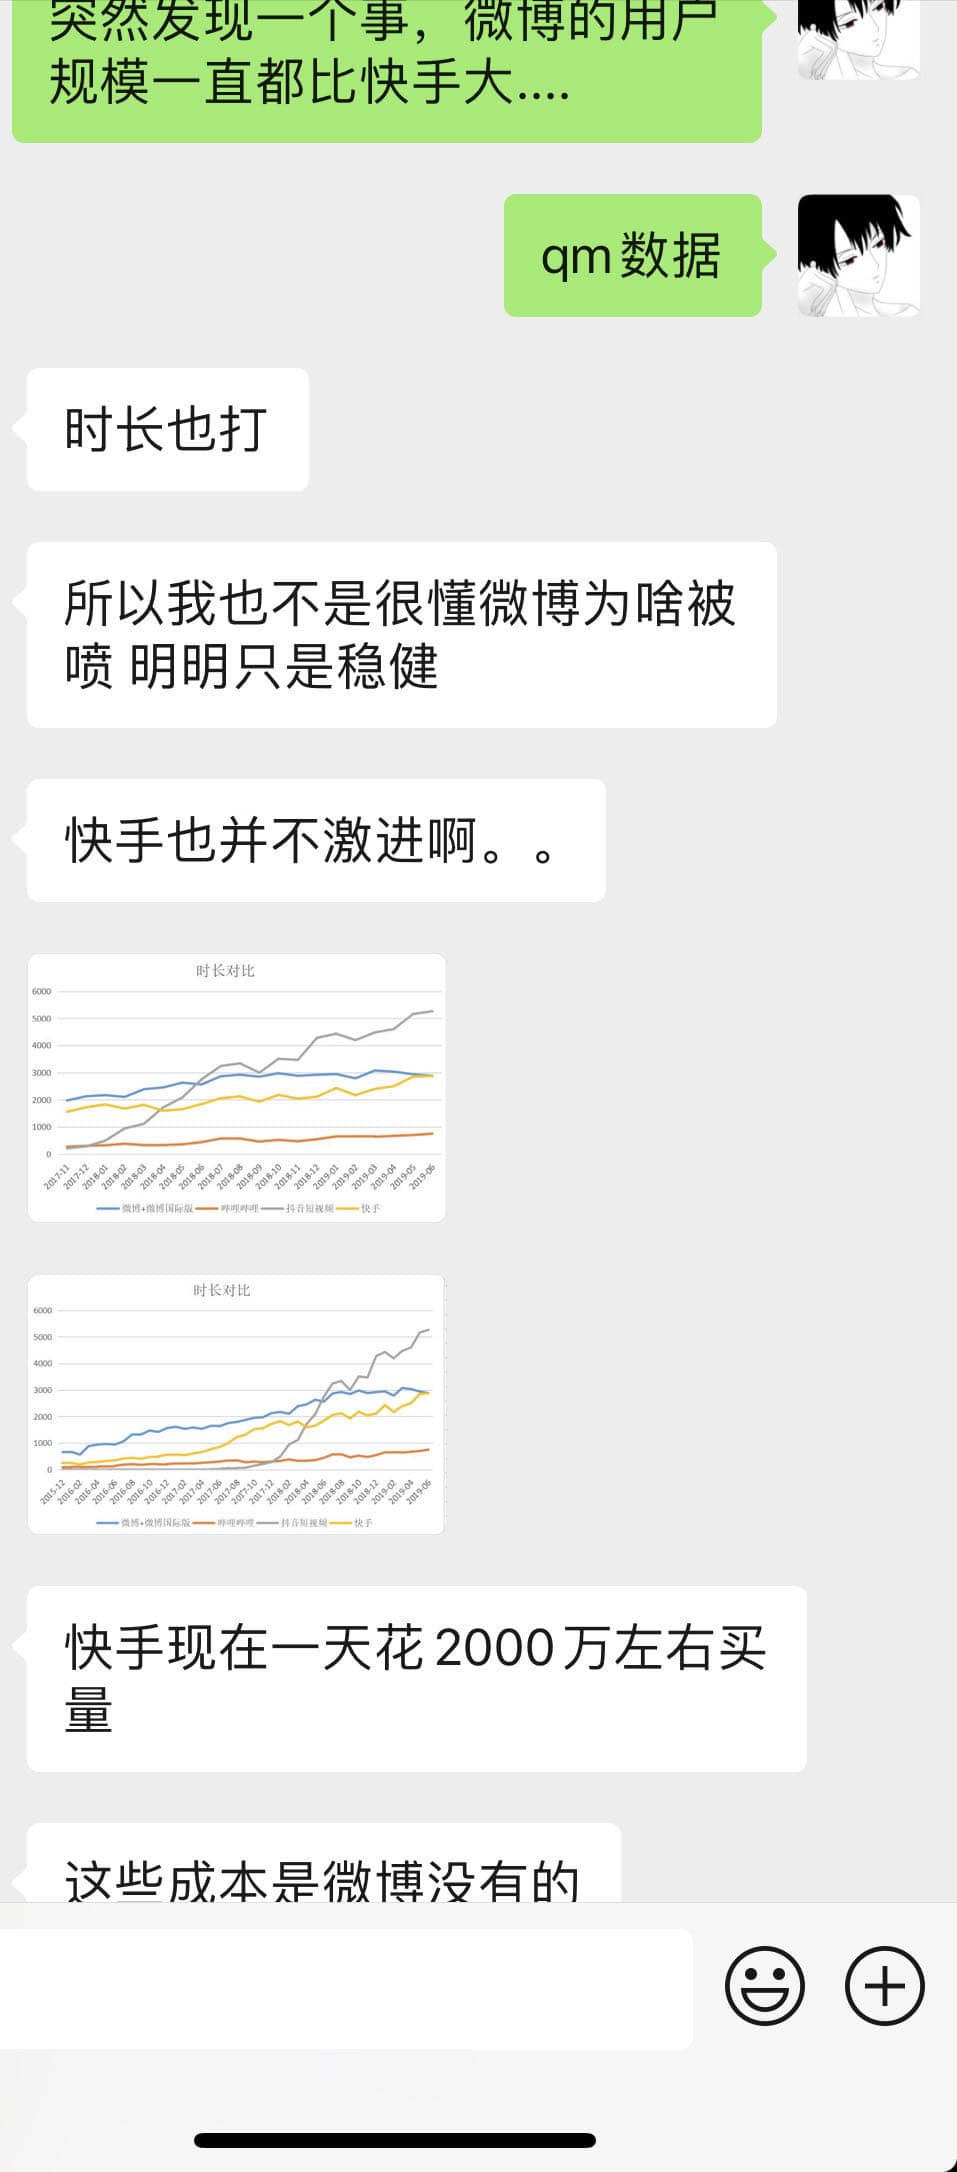 突然发现一个事，微博的用户
规模一直都比快手大....
qm数据
时长也打
所以我也不是很懂微博为啥被
喷 明明只是稳健
快手也并不激进啊。。
时长对比
6000
5000
4000
3000
2000
1000
0
2017-11 2017-12 2018-01 2018-02 2018-03 2018-04 2018-05 2018-06 2018-07 2018-08 2018-09 2018-10 2018-11 2018-12 2019-01 2019-02 2019-03 2019-04 2019-05 2019-06
微博+微博国际版 哔哩哔哩 抖音短视频 快手
时长对比
6000
5000
4000
3000
2000
1000
0
2015-12 2016-02 2016-04 2016-06 2016-08 2016-10 2016-12 2017-02 2017-04 2017-06 2017-08 2017-10 2017-12 2018-02 2018-04 2018-06 2018-08 2018-10 2018-12 2019-02 2019-04 2019-06
微博+微博国际版 哔哩哔哩 抖音短视频 快手
快手现在一天花2000万左右买
量
这些成本是微博没有的